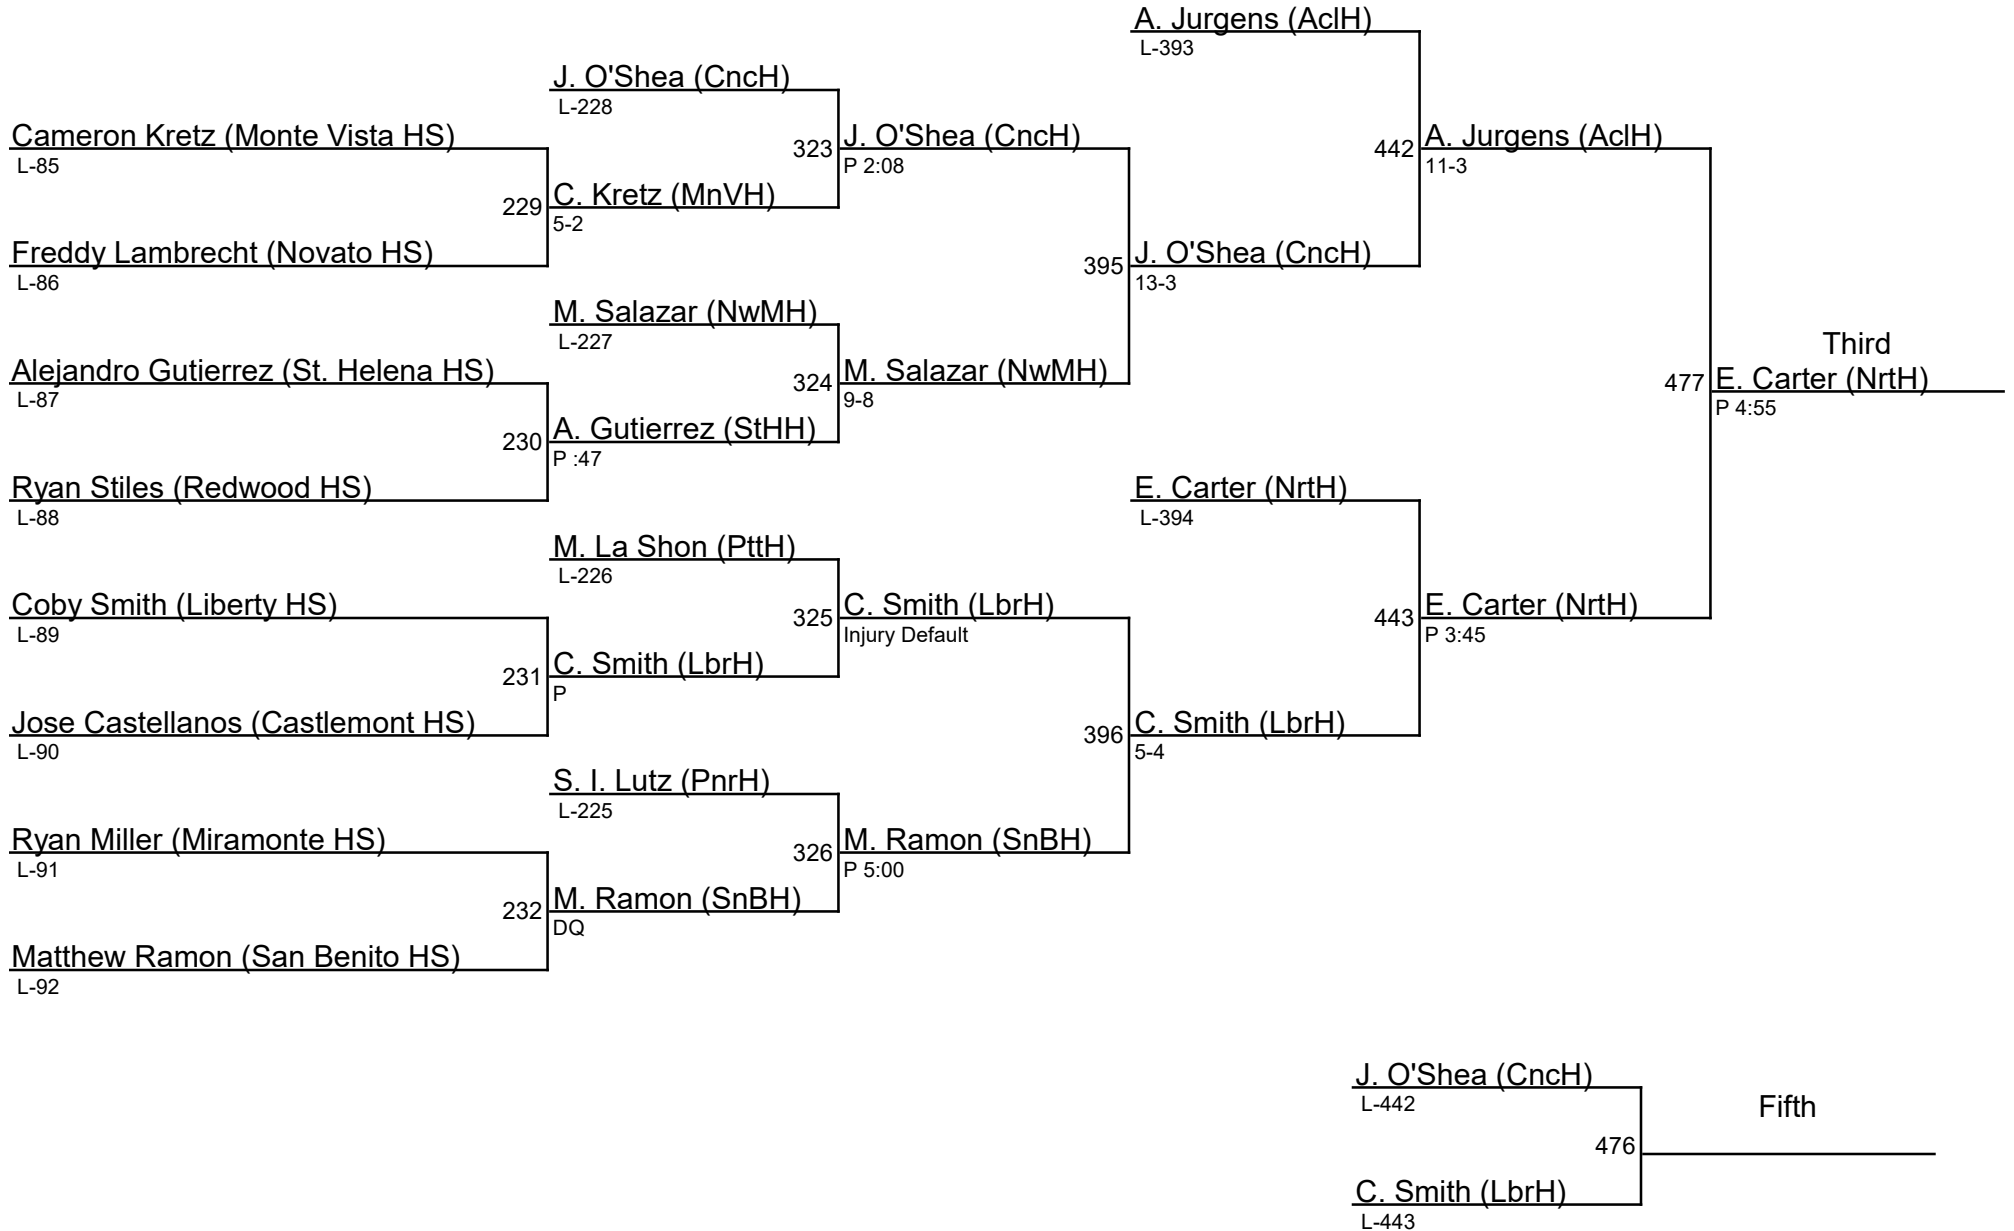 A. Jurgens (AclH)
L-393
J. O'Shea (CncH)
L-228
Cameron Kretz (Monte Vista HS)
L-85
323
J. O'Shea (CncH)
P 2:08
442
A. Jurgens (AclH)
11-3
229
C. Kretz (MnVH)
5-2
Freddy Lambrecht (Novato HS)
L-86
395
J. O'Shea (CncH)
13-3
M. Salazar (NwMH)
L-227
Third
Alejandro Gutierrez (St. Helena HS)
L-87
324
M. Salazar (NwMH)
9-8
477
E. Carter (NrtH)
P 4:55
230
A. Gutierrez (StHH)
P :47
Ryan Stiles (Redwood HS)
L-88
E. Carter (NrtH)
L-394
M. La Shon (PttH)
L-226
Coby Smith (Liberty HS)
L-89
325
C. Smith (LbrH)
Injury Default
443
E. Carter (NrtH)
P 3:45
231
C. Smith (LbrH)
P
Jose Castellanos (Castlemont HS)
L-90
396
C. Smith (LbrH)
5-4
S. I. Lutz (PnrH)
L-225
Ryan Miller (Miramonte HS)
L-91
326
M. Ramon (SnBH)
P 5:00
232
M. Ramon (SnBH)
DQ
Matthew Ramon (San Benito HS)
L-92
J. O'Shea (CncH)
L-442
Fifth
476
C. Smith (LbrH)
L-443